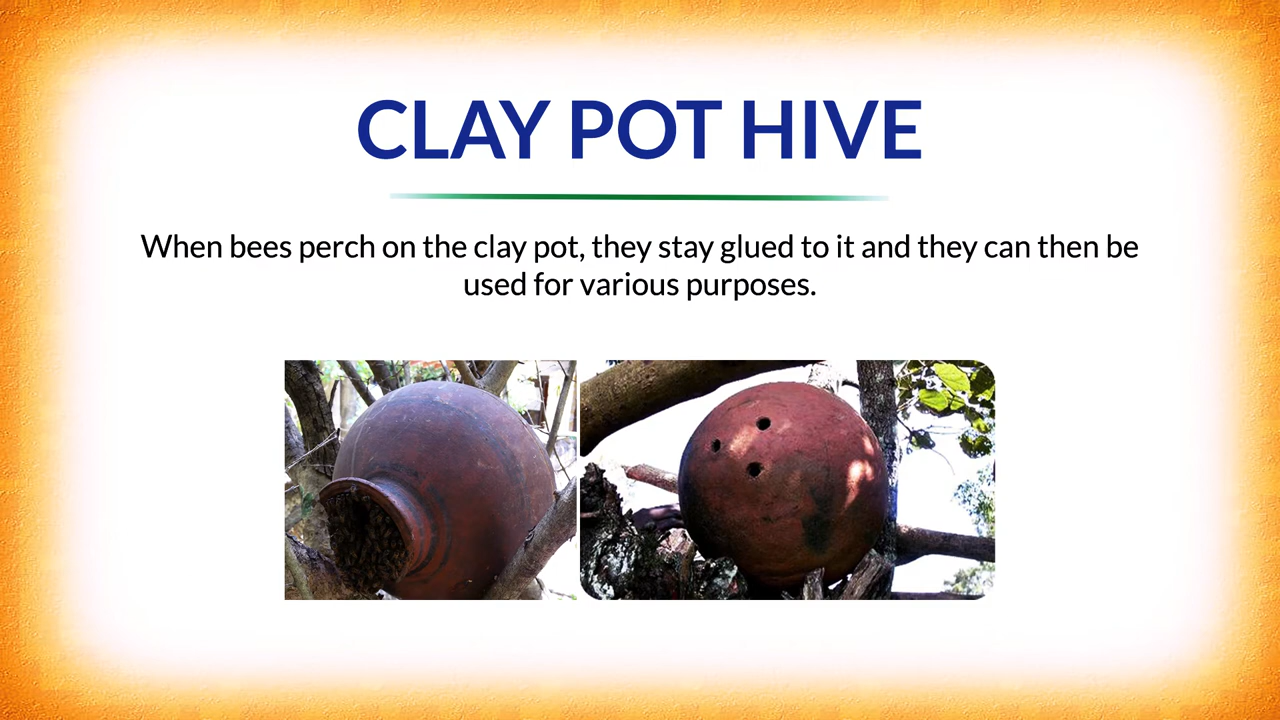 CLAY POT HIVE
When bees perch on the clay pot, they stay glued to it and they can then be
used for various purposes.